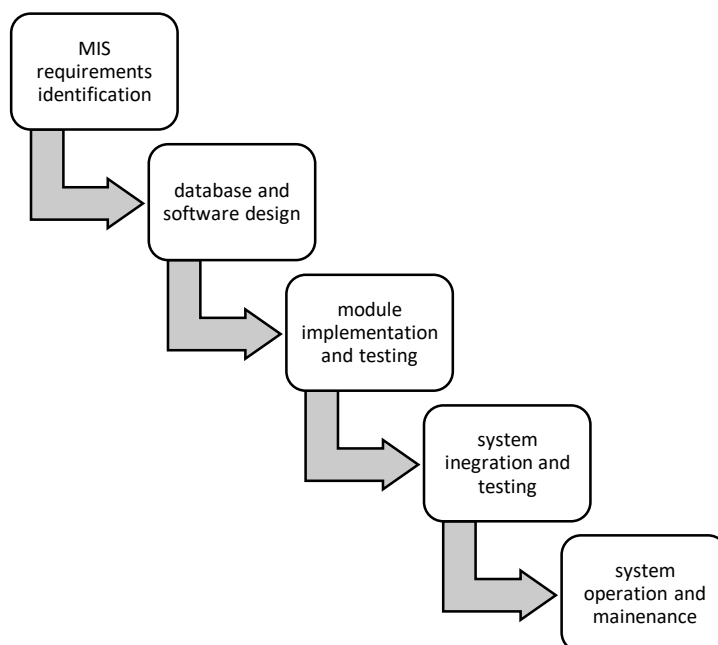 MIS
requirements
identification
database and
software design
module
implementation
and testing
system
inegration and
testing
system
operation and
mainenance